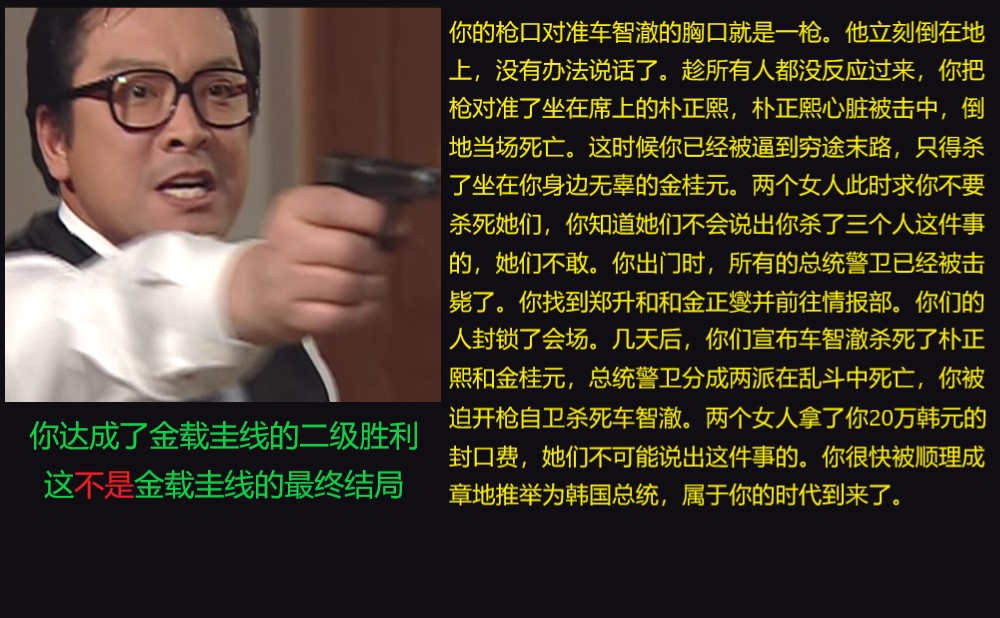 你的枪口对准车智澈的胸口就是一枪。他立刻倒在地
上，没有办法说话了。趁所有人都没反应过来，你把
枪对准了坐在席上的朴正熙，朴正熙心脏被击中，倒
地当场死亡。这时候你已经被逼到穷途末路，只得杀
了坐在你身边无辜的金桂元。两个女人此时求你不要
杀死她们，你知道她们不会说出你杀了三个人这件事
的，她们不敢。你出门时，所有的总统警卫已经被击
毙了。你找到郑升和和金正燮并前往情报部。你们的
人封锁了会场。几天后，你们宣布车智澈杀死了朴正
熙和金桂元，总统警卫分成两派在乱斗中死亡，你被
迫开枪自卫杀死车智澈。两个女人拿了你20万韩元的
封口费，她们不可能说出这件事的。你很快被顺理成
章地推举为韩国总统，属于你的时代到来了。
你达成了金载圭线的二级胜利
这不是金载圭线的最终结局